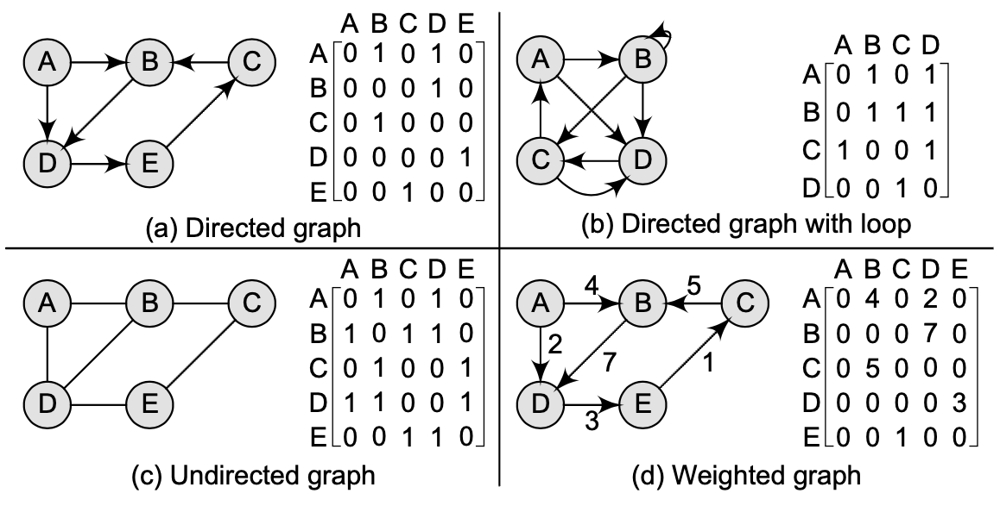 A B C
D E
A B C D E
A 0 1 0 1 0
B 0 0 0 1 0
C 0 1 0 0 0
D 0 0 0 0 1
E 0 0 1 0 0
(a) Directed graph
A B
C D
A B C D
A 0 1 0 1
B 0 1 1 1
C 1 0 0 1
D 0 0 1 0
(b) Directed graph with loop
A B C
D E
A B C D E
A 0 1 0 1 0
B 1 0 1 1 0
C 0 1 0 0 1
D 1 1 0 0 1
E 0 0 1 1 0
(c) Undirected graph
A 4 B 5 C
2 7 1
D 3 E
A B C D E
A 0 4 0 2 0
B 0 0 0 7 0
C 0 5 0 0 0
D 0 0 0 0 3
E 0 0 1 0 0
(d) Weighted graph